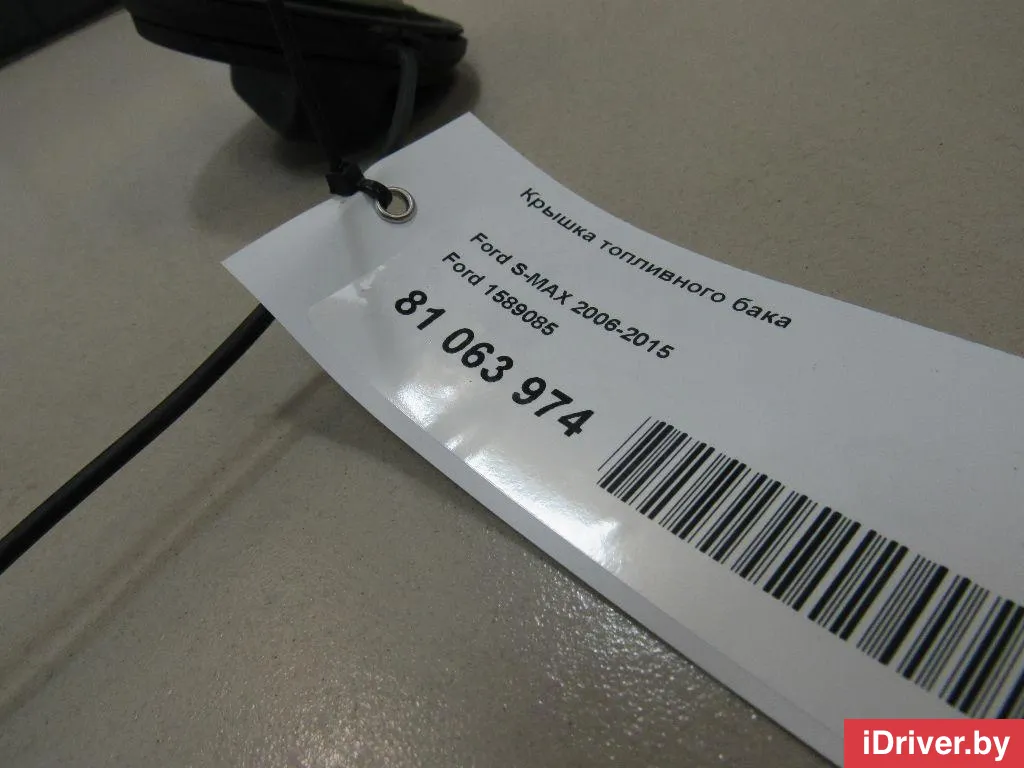 Крышка топливного бака
Ford S-MAX 2006-2015
Ford 1589085
81 063 974
iDriver.by